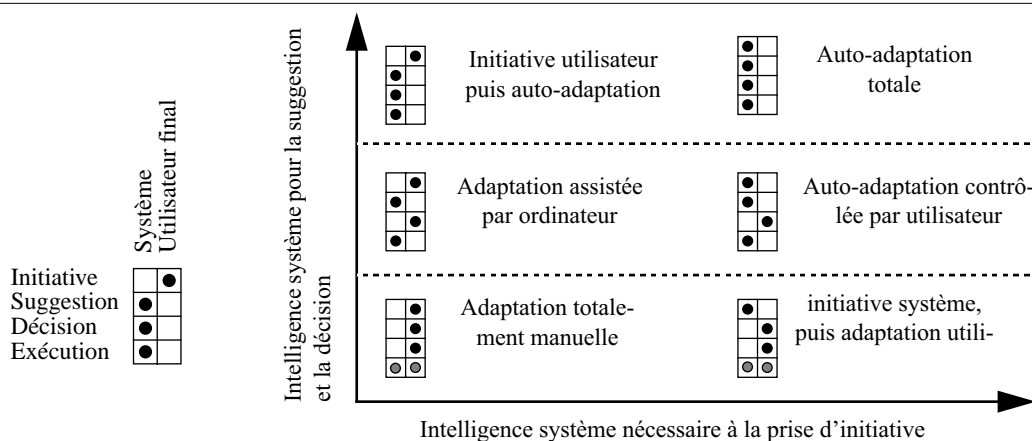 Système
Utilisateur final
Initiative
Suggestion
Décision
Exécution
Intelligence système pour la suggestion
et la décision
Initiative utilisateur
puis auto-adaptation
Auto-adaptation
totale
Adaptation assistée
par ordinateur
Auto-adaptation contrô-
lée par utilisateur
Adaptation totale-
ment manuelle
initiative système,
puis adaptation utili-
Intelligence système nécessaire à la prise d’initiative